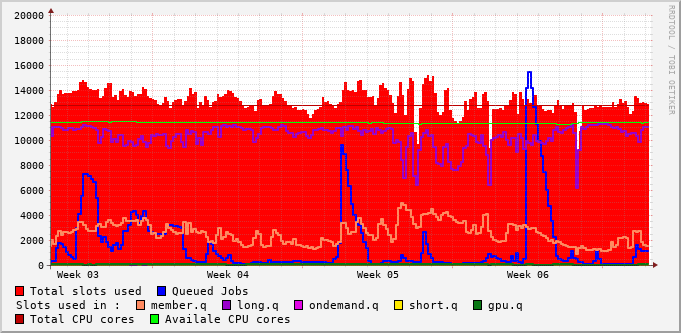 20000
18000
16000
14000
12000
10000
8000
6000
4000
2000
0
Week 03 Week 04 Week 05 Week 06
RRDTOOL / TOBI OETIKER
Total slots used Queued Jobs
Slots used in : member.q long.q ondemand.q short.q gpu.q
Total CPU cores Availale CPU cores